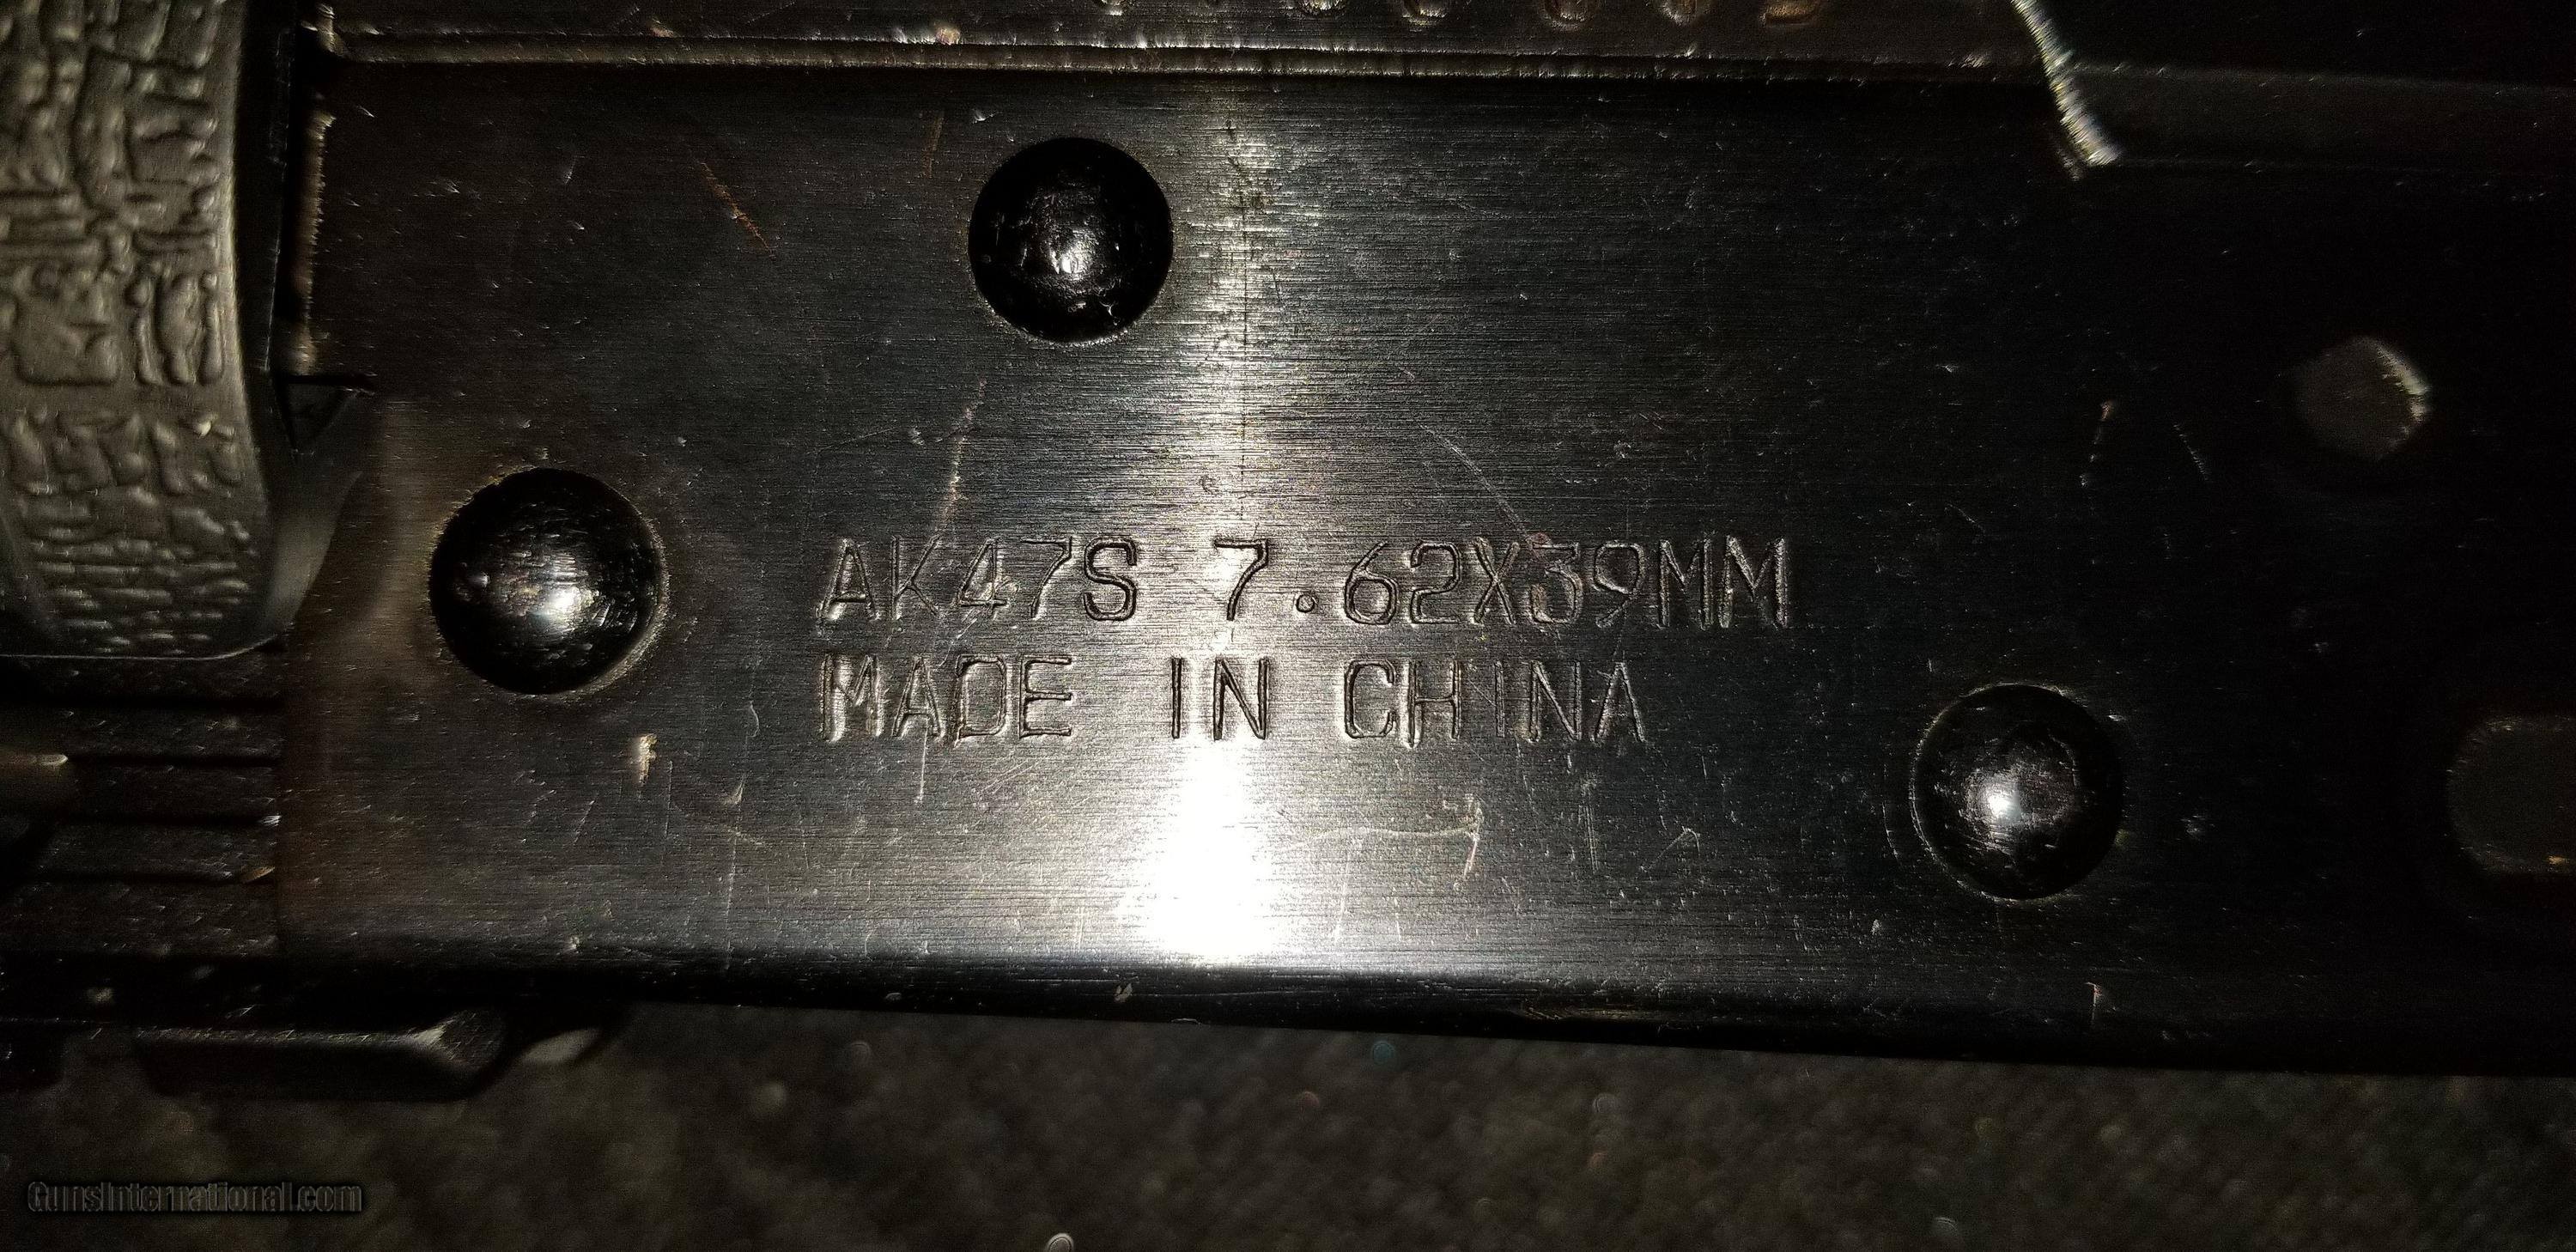 AK47S 7.62X39MM
MADE IN CHINA
GunsInternational.com